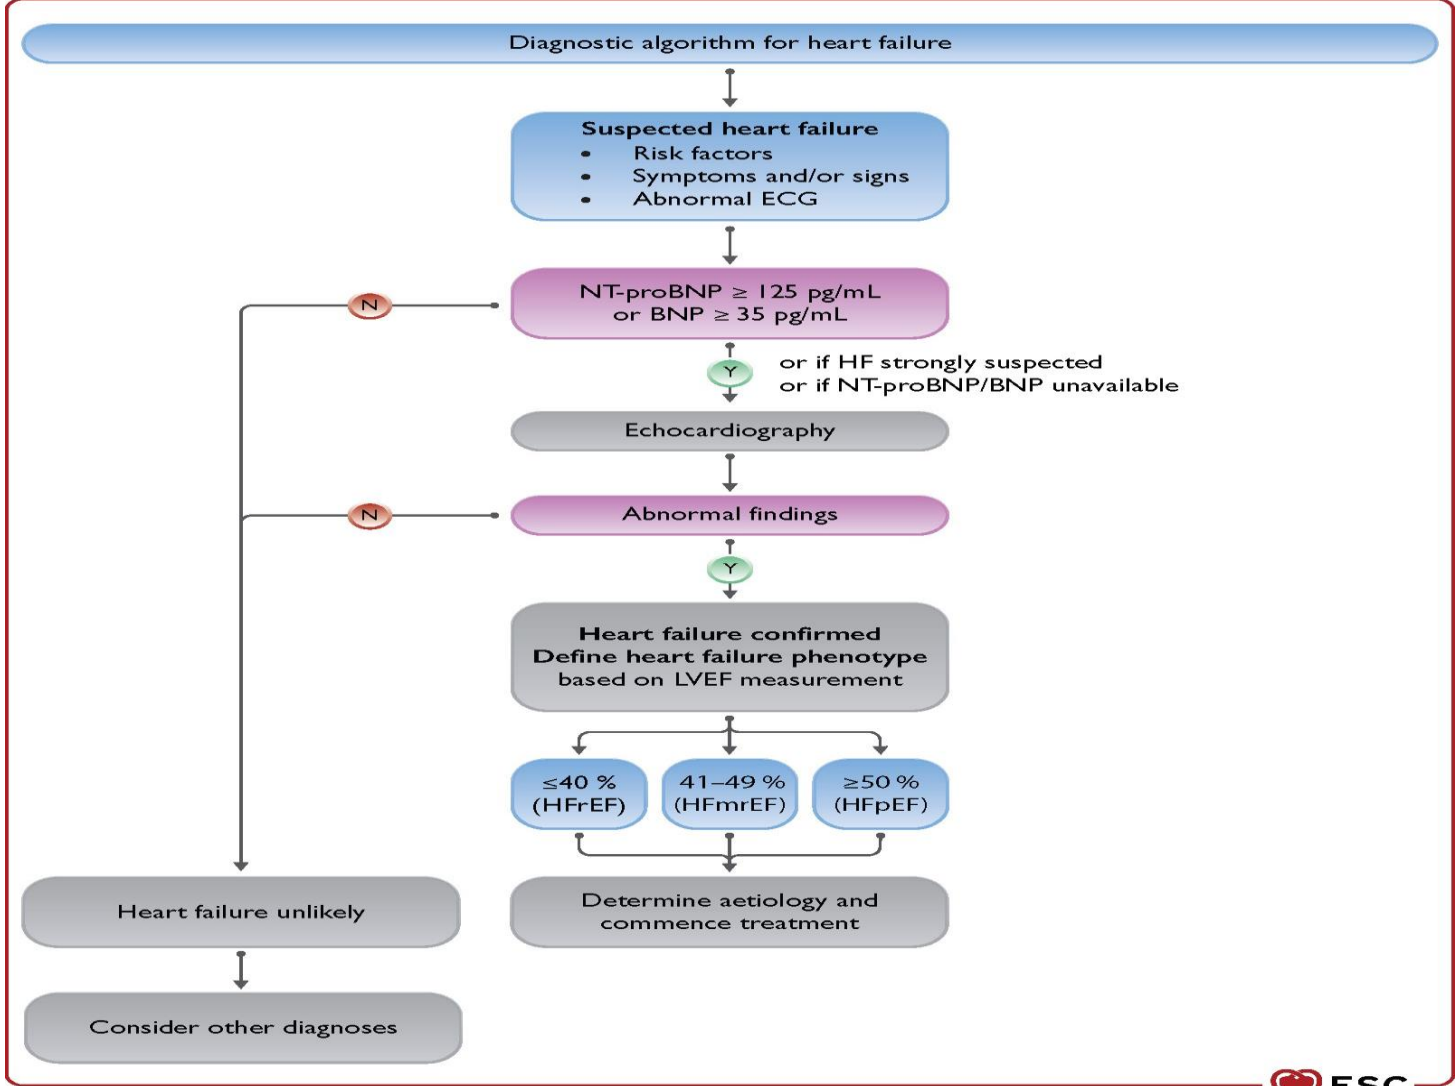 Diagnostic algorithm for heart failure
Suspected heart failure
• Risk factors
• Symptoms and/or signs
• Abnormal ECG
N
NT-proBNP ≥ 125 pg/mL
or BNP ≥ 35 pg/mL
Y
or if HF strongly suspected
or if NT-proBNP/BNP unavailable
Echocardiography
N
Abnormal findings
Y
Heart failure confirmed
Define heart failure phenotype
based on LVEF measurement
≤40 %
(HFrEF)
41–49 %
(HFmrEF)
≥50 %
(HFpEF)
Heart failure unlikely
Determine aetiology and
commence treatment
Consider other diagnoses
ESC